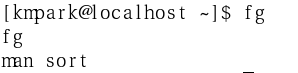 [kmpark@localhost ~]$ fg
fg
man sort
_